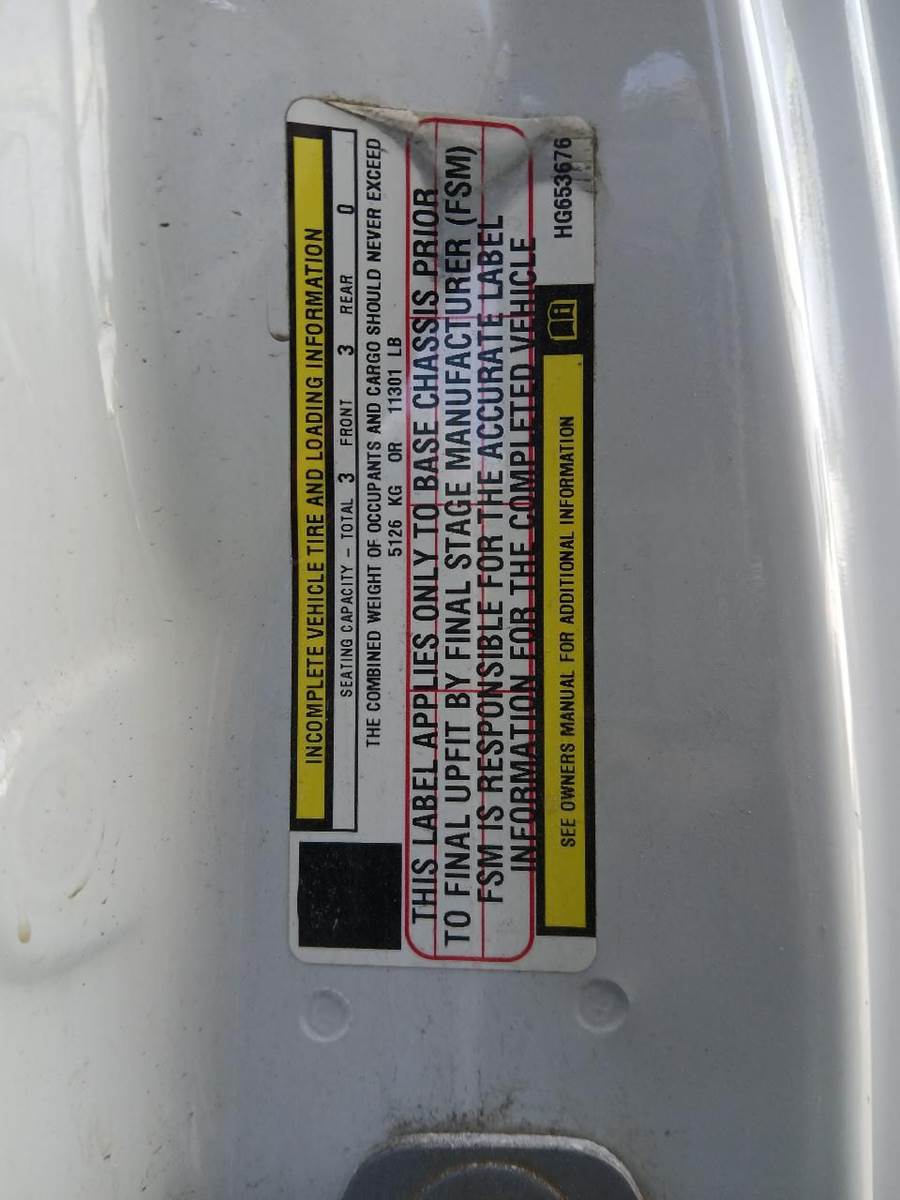 INCOMPLETE VEHICLE TIRE AND LOADING INFORMATION
SEATING CAPACITY – TOTAL 3 FRONT 3 REAR 0
THE COMBINED WEIGHT OF OCCUPANTS AND CARGO SHOULD NEVER EXCEED
5126 KG OR 11301 LB
THIS LABEL APPLIES ONLY TO BASE CHASSIS PRIOR
TO FINAL UPFIT BY FINAL STAGE MANUFACTURER (FSM)
FSM IS RESPONSIBLE FOR THE ACCURATE LABEL
INFORMATION FOR THE COMPLETED VEHICLE
SEE OWNERS MANUAL FOR ADDITIONAL INFORMATION
HG653676